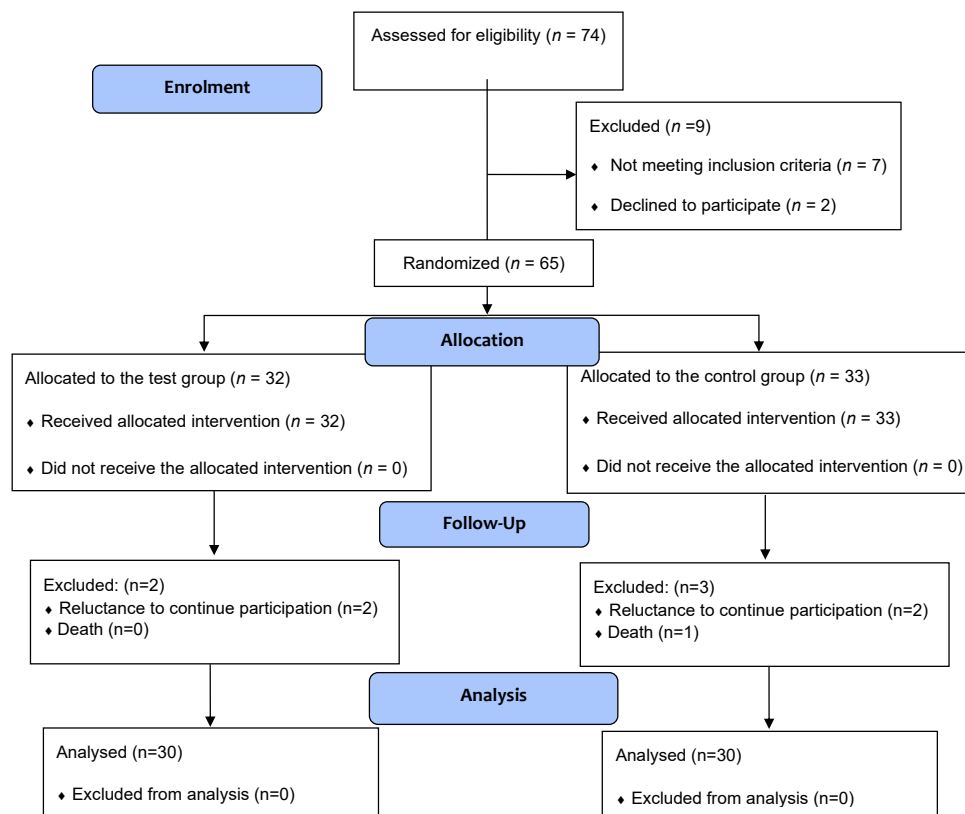 Assessed for eligibility (n = 74)
Enrolment
Excluded (n =9)
♦ Not meeting inclusion criteria (n = 7)
♦ Declined to participate (n = 2)
Randomized (n = 65)
Allocation
Allocated to the test group (n = 32)
♦ Received allocated intervention (n = 32)
♦ Did not receive the allocated intervention (n = 0)
Allocated to the control group (n = 33)
♦ Received allocated intervention (n = 33)
♦ Did not receive the allocated intervention (n = 0)
Follow-Up
Excluded: (n=2)
♦ Reluctance to continue participation (n=2)
♦ Death (n=0)
Excluded: (n=3)
♦ Reluctance to continue participation (n=2)
♦ Death (n=1)
Analysis
Analysed (n=30)
♦ Excluded from analysis (n=0)
Analysed (n=30)
♦ Excluded from analysis (n=0)